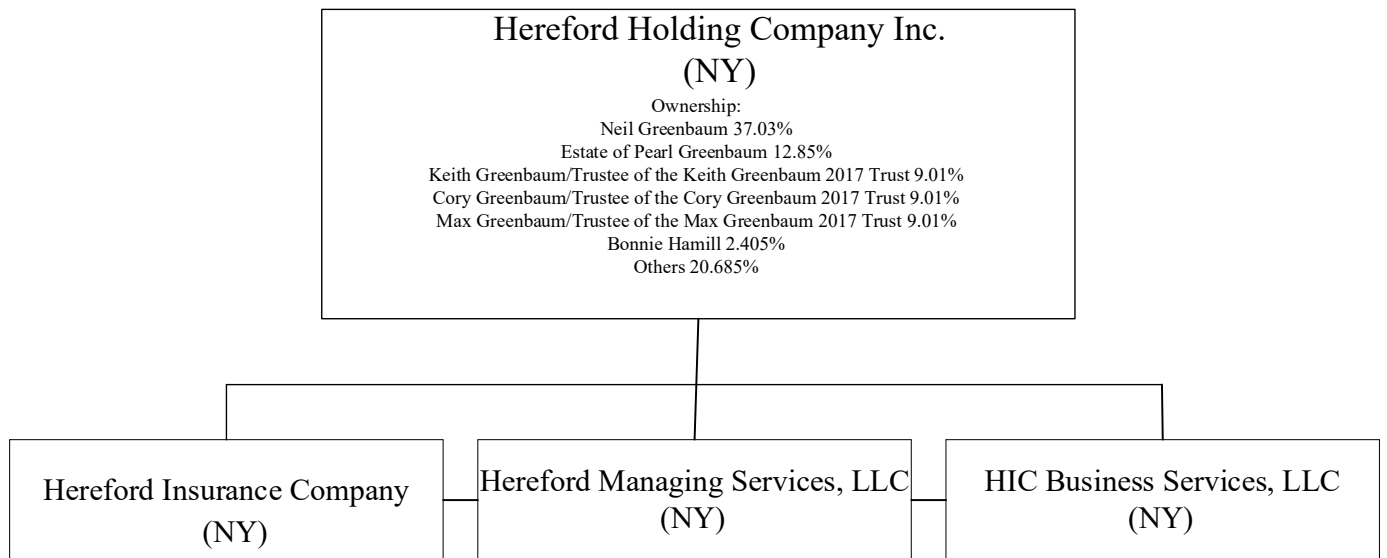 Hereford Holding Company Inc.
(NY)
Ownership:
Neil Greenbaum 37.03%
Estate of Pearl Greenbaum 12.85%
Keith Greenbaum/Trustee of the Keith Greenbaum 2017 Trust 9.01%
Cory Greenbaum/Trustee of the Cory Greenbaum 2017 Trust 9.01%
Max Greenbaum/Trustee of the Max Greenbaum 2017 Trust 9.01%
Bonnie Hamill 2.405%
Others 20.685%
Hereford Insurance Company
(NY)
Hereford Managing Services, LLC
(NY)
HIC Business Services, LLC
(NY)